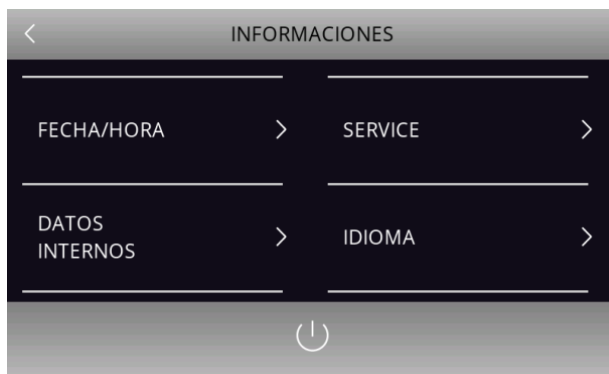 INFORMACIONES
FECHA/HORA
SERVICE
DATOS
INTERNOS
IDIOMA